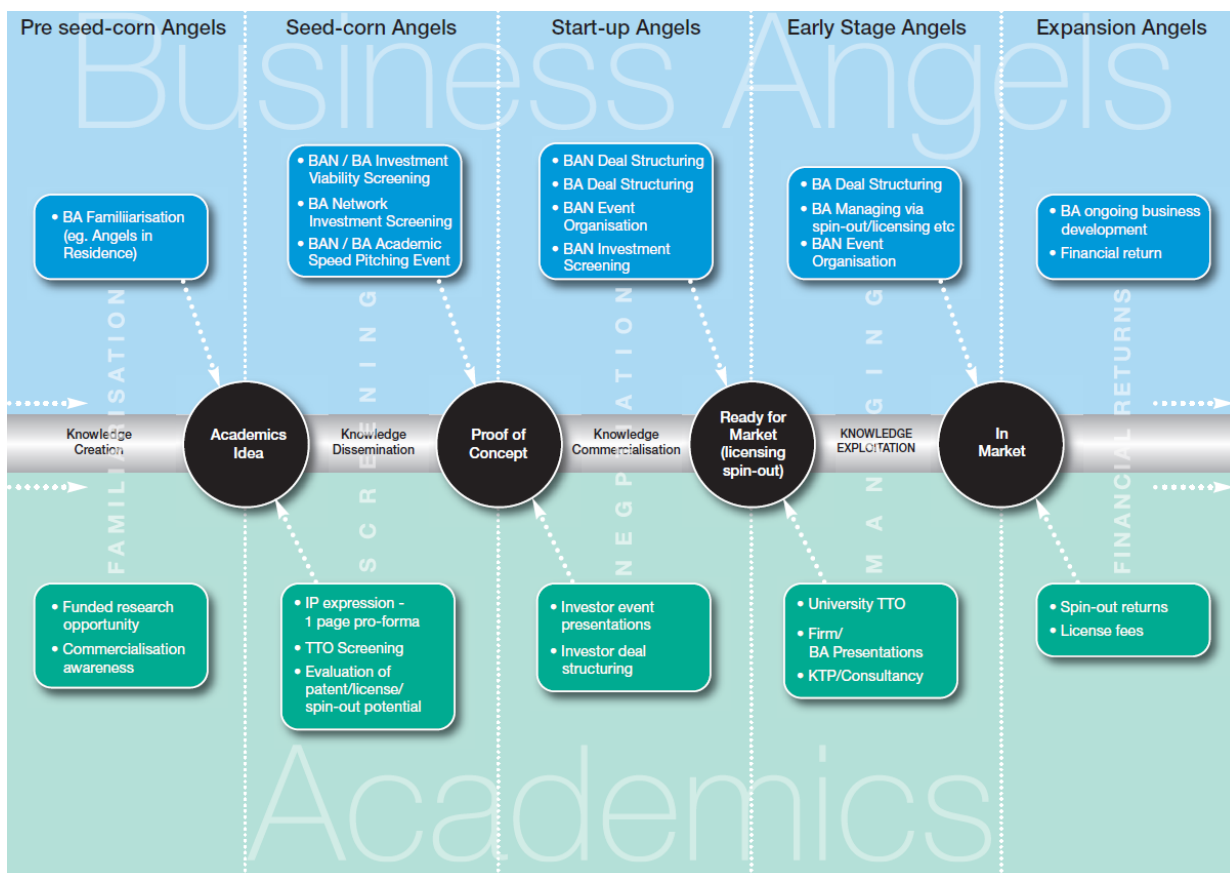 Pre seed-corn Angels
Seed-corn Angels
Start-up Angels
Early Stage Angels
Expansion Angels
Business Angels
• BA Familiiarisation
(eg. Angels in
Residence)
• BAN / BA Investment
Viability Screening
• BA Network
Investment Screening
• BAN / BA Academic
Speed Pitching Event
• BAN Deal Structuring
• BA Deal Structuring
• BAN Event
Organisation
• BAN Investment
Screening
• BA Deal Structuring
• BA Managing via
spin-out/licensing etc
• BAN Event
Organisation
• BA ongoing business
development
• Financial return
FAMILIARISATION
SCREENING
NEGPTIATION
MANGING
FINANCIAL RETURNS
Knowledge
Creation
Academics
Idea
Knowledge
Dissemination
Proof of
Concept
Knowledge
Commercialisation
Ready for
Market
(licensing
spin-out)
KNOWLEDGE
EXPLOITATION
In
Market
• Funded research
opportunity
• Commercialisation
awareness
• IP expression -
1 page pro-forma
• TTO Screening
• Evaluation of
patent/license/
spin-out potential
• Investor event
presentations
• Investor deal
structuring
• University TTO
• Firm/
BA Presentations
• KTP/Consultancy
• Spin-out returns
• License fees
Academics